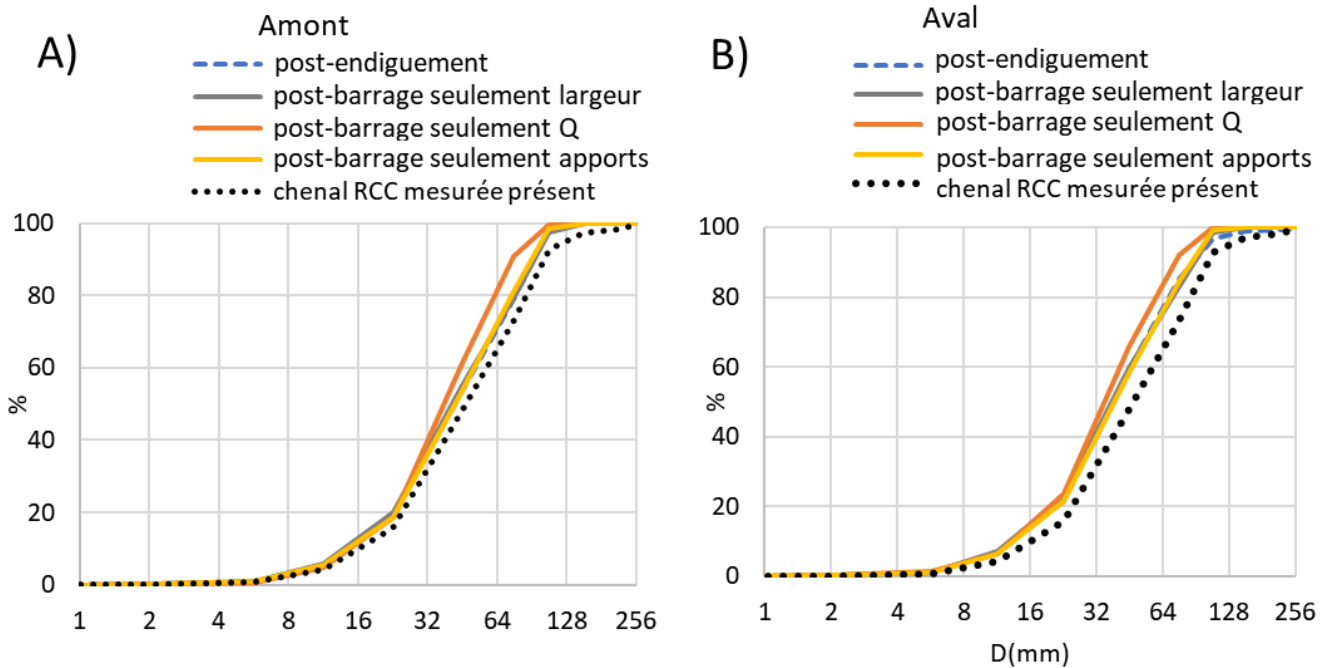 Amont
A)
post-endiguement
post-barrage seulement largeur
post-barrage seulement Q
post-barrage seulement apports
chenal RCC mesurée présent
100
80
60
%
40
20
0
1 2 4 8 16 32 64 128 256
Aval
B)
post-endiguement
post-barrage seulement largeur
post-barrage seulement Q
post-barrage seulement apports
chenal RCC mesurée présent
100
80
60
%
40
20
0
1 2 4 8 16 32 64 128 256
D(mm)